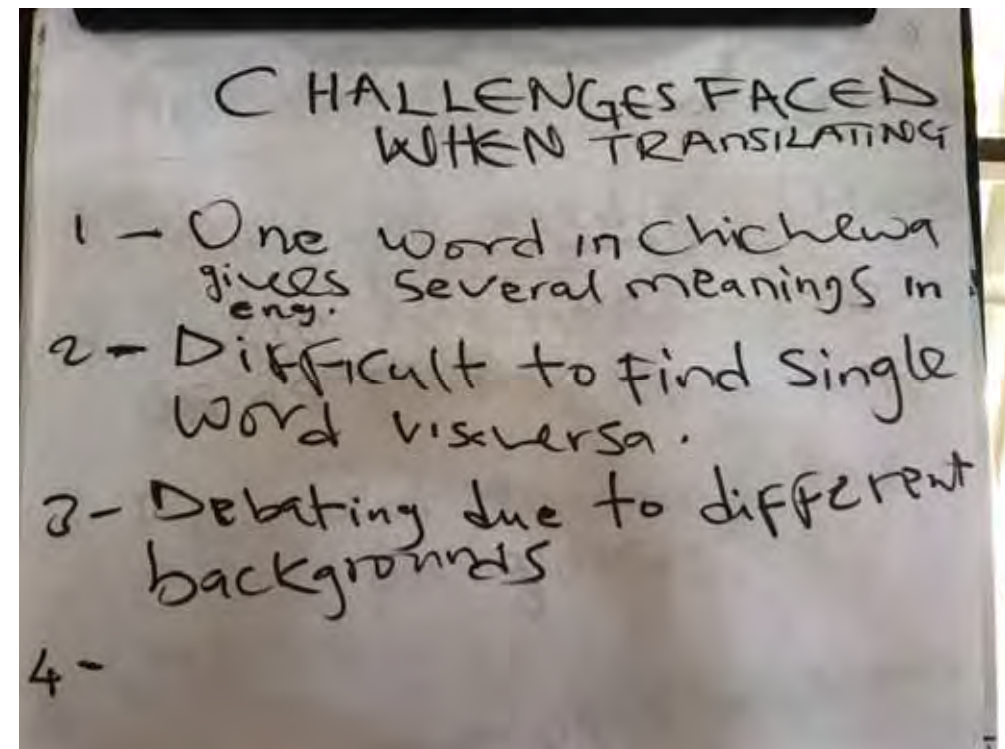 CHALLENGES FACED
WHEN TRANSILATING
1 - One word in Chichewa
gives several meanings in
eng.
2 - Difficult to find single
word viseversa.
3 - Debating due to different
backgrounds
4 -